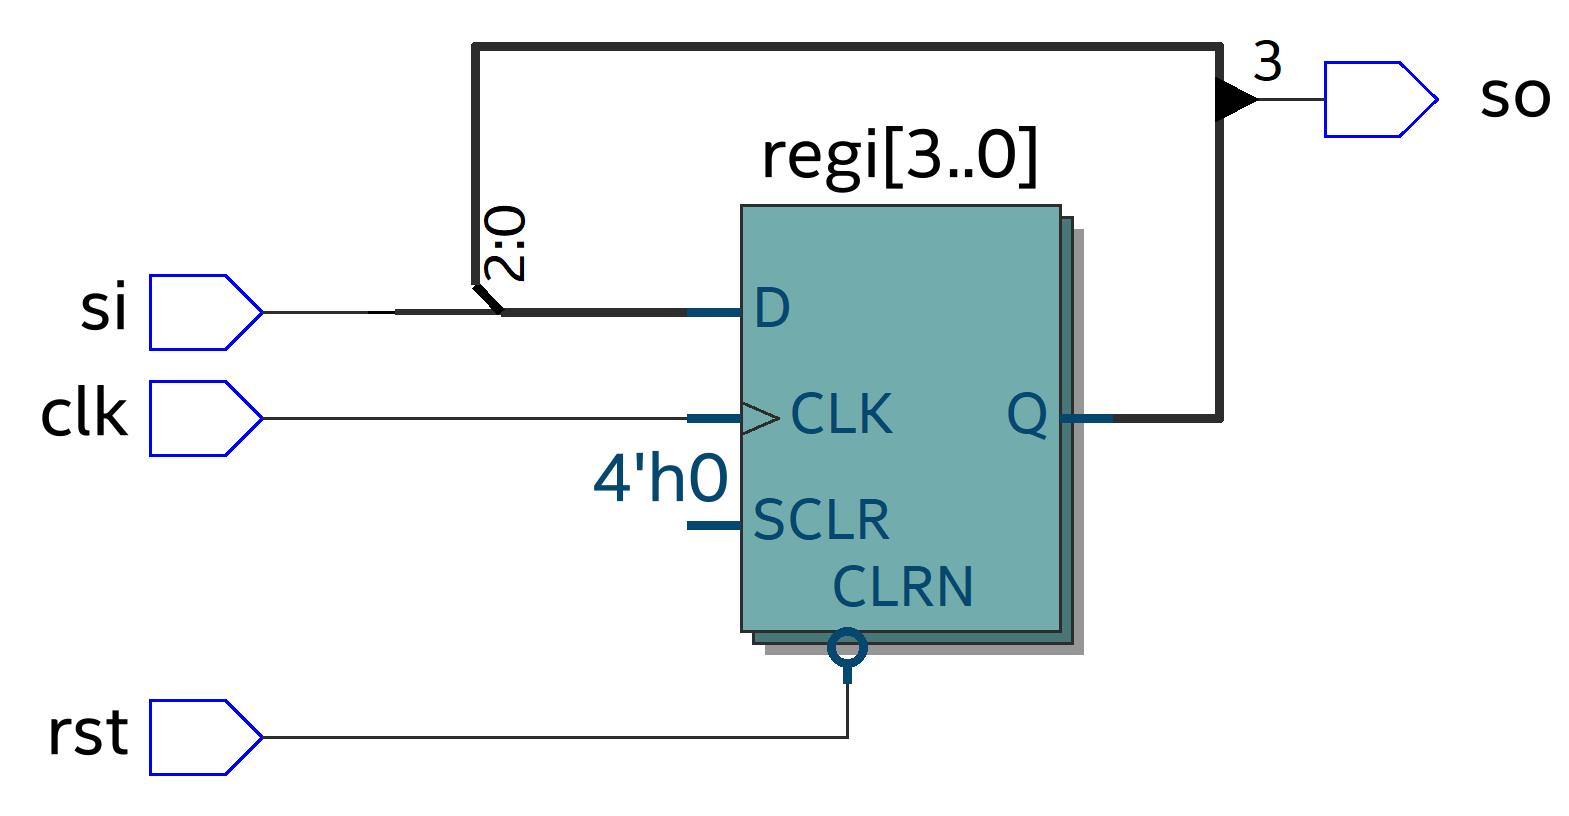 3
so
regi[3..0]
2:0
si
D
clk
CLK
Q
4'h0
SCLR
CLRN
rst